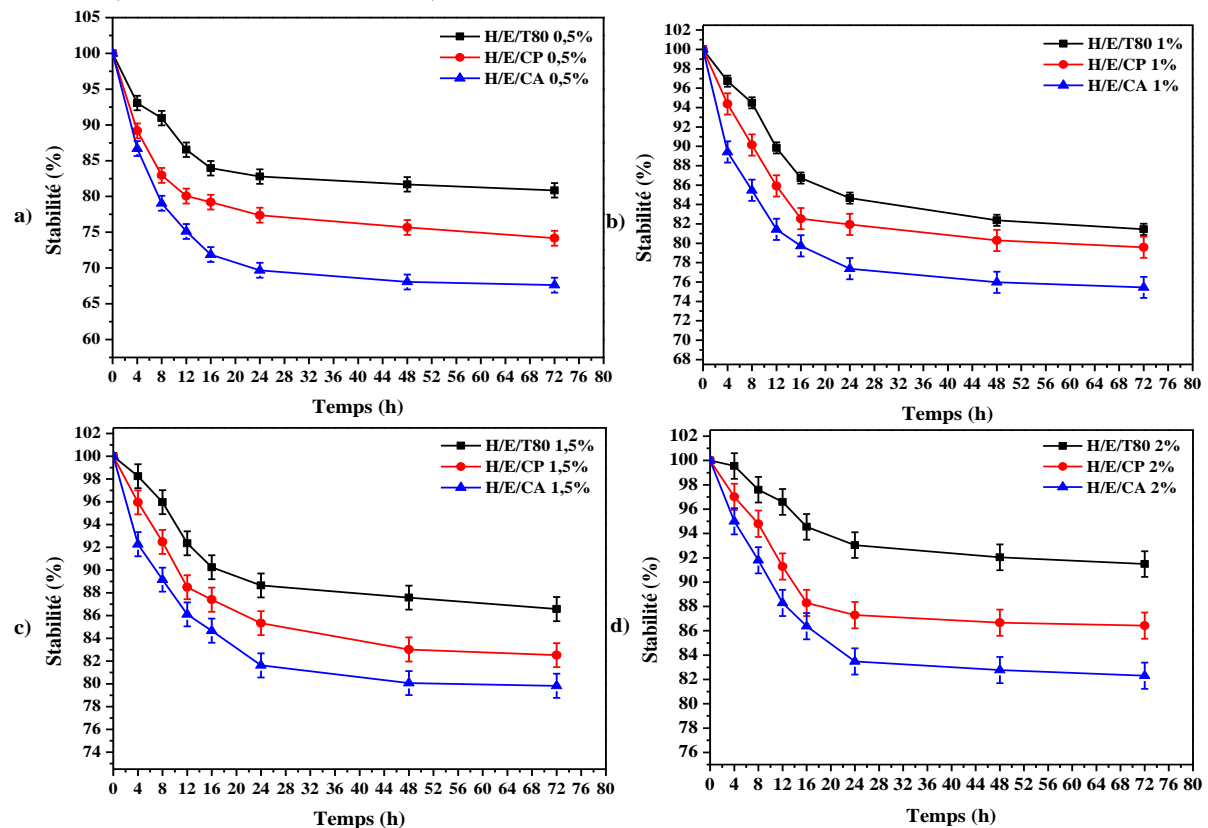 a)
Stabilité (%)
105
100
95
90
85
80
75
70
65
60
H/E/T80 0,5%
H/E/CP 0,5%
H/E/CA 0,5%
0 4 8 12 16 20 24 28 32 36 40 44 48 52 56 60 64 68 72 76 80
Temps (h)
b)
Stabilité (%)
100
98
96
94
92
90
88
86
84
82
80
78
76
74
72
70
68
H/E/T80 1%
H/E/CP 1%
H/E/CA 1%
0 4 8 12 16 20 24 28 32 36 40 44 48 52 56 60 64 68 72 76 80
Temps (h)
c)
Stabilité (%)
102
100
98
96
94
92
90
88
86
84
82
80
78
76
74
H/E/T80 1,5%
H/E/CP 1,5%
H/E/CA 1,5%
0 4 8 12 16 20 24 28 32 36 40 44 48 52 56 60 64 68 72 76 80
Temps (h)
d)
Stabilité (%)
102
100
98
96
94
92
90
88
86
84
82
80
78
76
H/E/T80 2%
H/E/CP 2%
H/E/CA 2%
0 4 8 12 16 20 24 28 32 36 40 44 48 52 56 60 64 68 72 76 80
Temps (h)